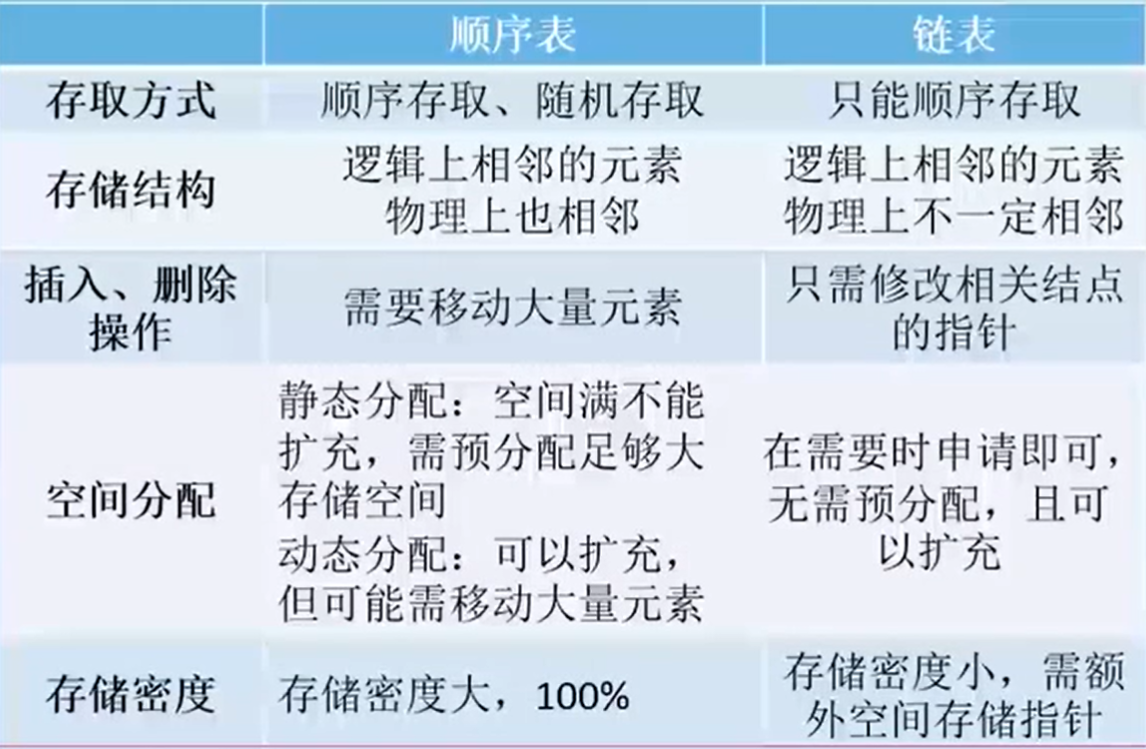 顺序表 链表
存取方式 顺序存取、随机存取 只能顺序存取
存储结构
逻辑上相邻的元素
物理上也相邻
逻辑上相邻的元素
物理上不一定相邻
插入、删除
操作
需要移动大量元素
只需修改相关结点
的指针
空间分配
静态分配：空间满不能
扩充，需预分配足够大
存储空间
动态分配：可以扩充，
但可能需移动大量元素
在需要时申请即可，
无需预分配，且可
以扩充
存储密度
存储密度大，100%
存储密度小，需额
外空间存储指针